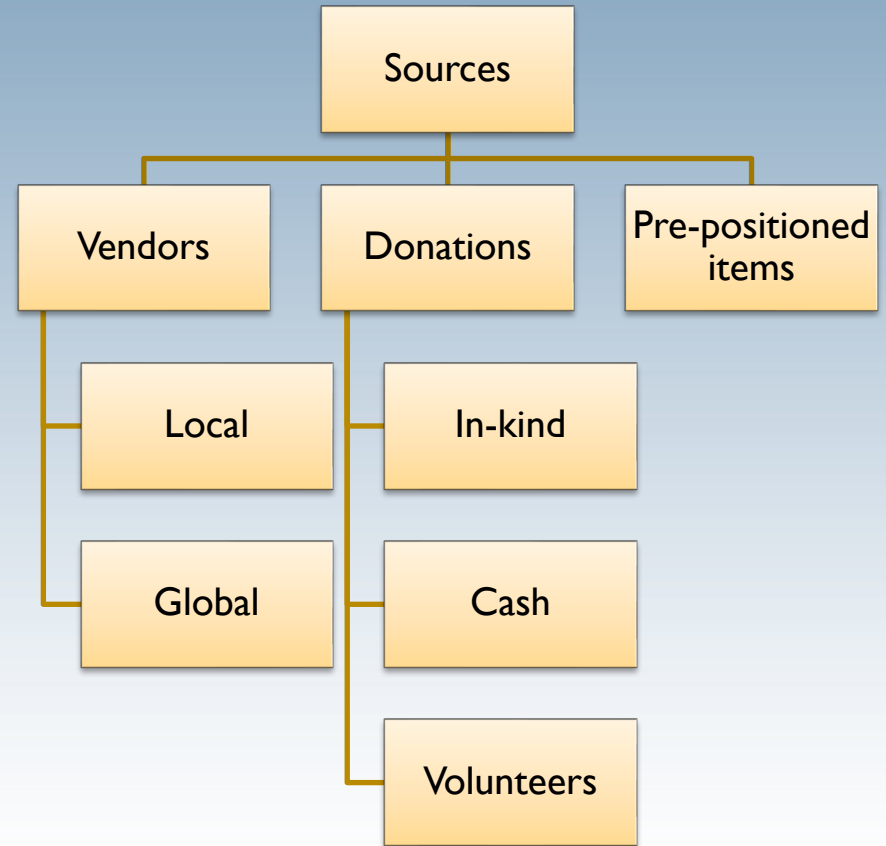 Sources
Vendors
Donations
Pre-positioned
items
Local
In-kind
Global
Cash
Volunteers